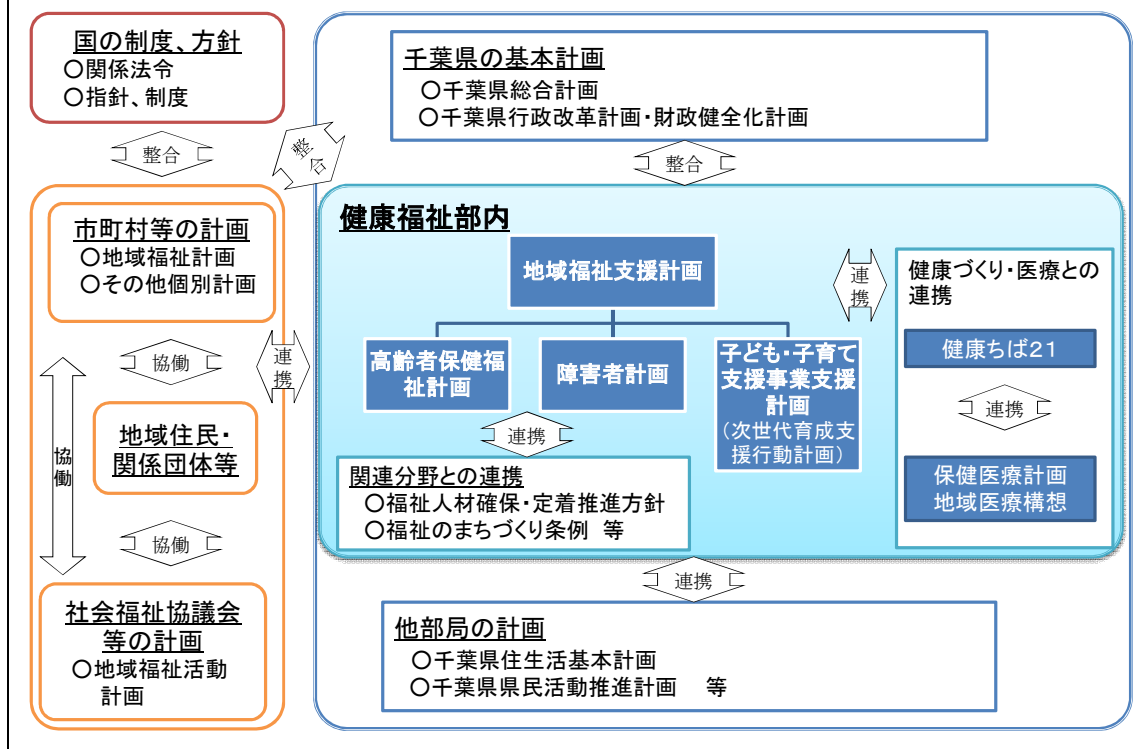 国の制度、方針
○関係法令
○指針、制度
整合
整合
市町村等の計画
○地域福祉計画
○その他個別計画
協働
連携
協働
地域住民・
関係団体等
協働
社会福祉協議会
等の計画
○地域福祉活動
計画
千葉県の基本計画
○千葉県総合計画
○千葉県行政改革計画・財政健全化計画
整合
健康福祉部内
地域福祉支援計画
高齢者保健福
祉計画
障害者計画
子ども・子育て
支援事業支援
計画
（次世代育成支
援行動計画）
連携
関連分野との連携
○福祉人材確保・定着推進方針
○福祉のまちづくり条例 等
連携
健康づくり・医療との
連携
健康ちば２１
連携
保健医療計画
地域医療構想
連携
他部局の計画
○千葉県住生活基本計画
○千葉県県民活動推進計画 等